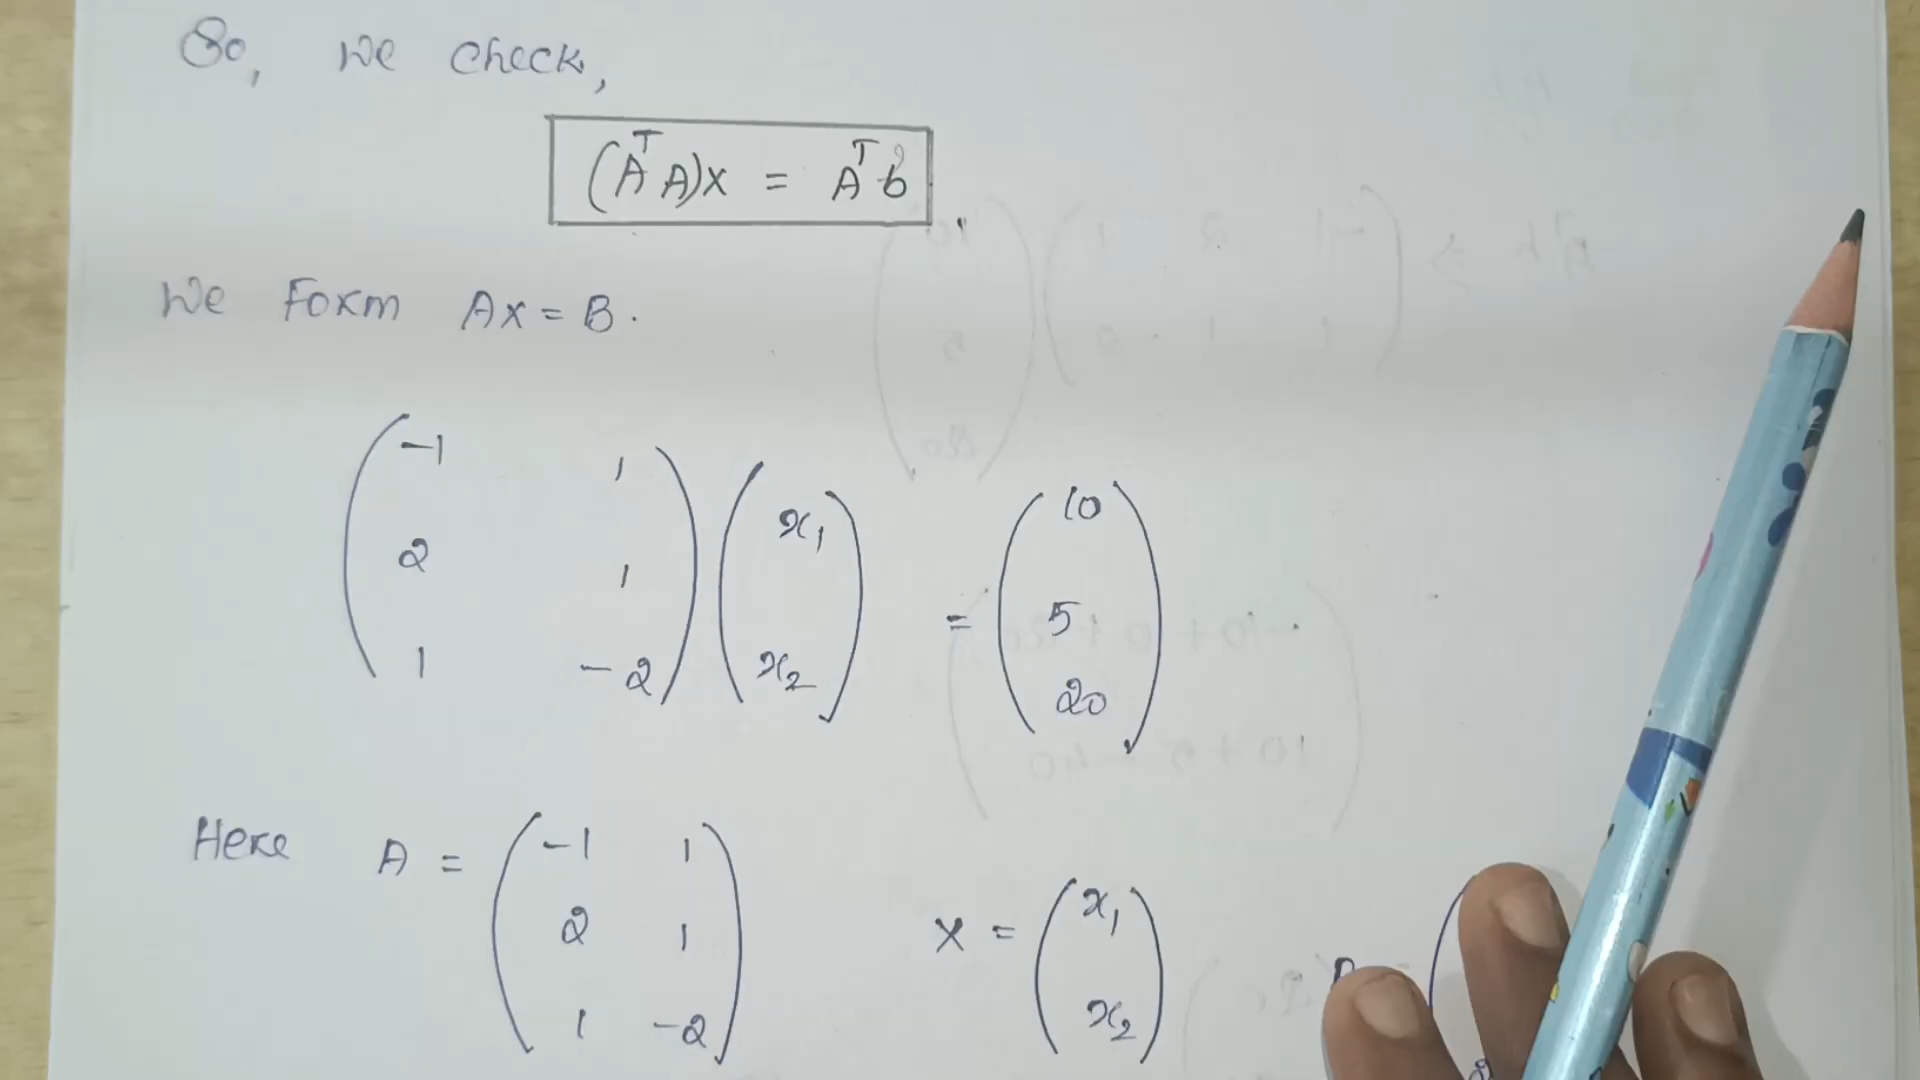 So, we check,
(AᵀA)x = Aᵀb
We Form Ax = B.
( -1 1 ) ( x₁ ) = ( 10 )
( 2 1 ) ( 5 )
( 1 -2 ) ( x₂ ) ( 20 )
Here A = ( -1 1 ) X = ( x₁ )
( 2 1 )
( 1 -2 ) ( x₂ )